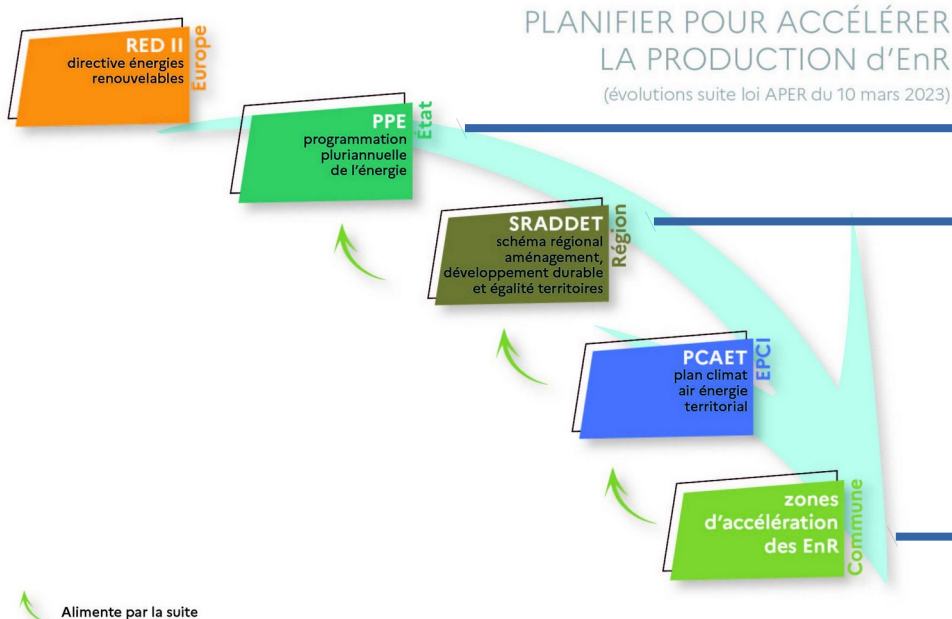 PLANIFIER POUR ACCÉLÉRER
LA PRODUCTION d'EnR
(évolutions suite loi APER du 10 mars 2023)
RED II
directive énergies
renouvelables
Europe
PPE
programmation
pluriannuelle
de l'énergie
État
SRADDET
schéma régional
aménagement,
développement durable
et égalité territoires
Région
PCAET
plan climat
air énergie
territorial
EPCI
zones
d'accélération
des EnR
Commune
Alimente par la suite